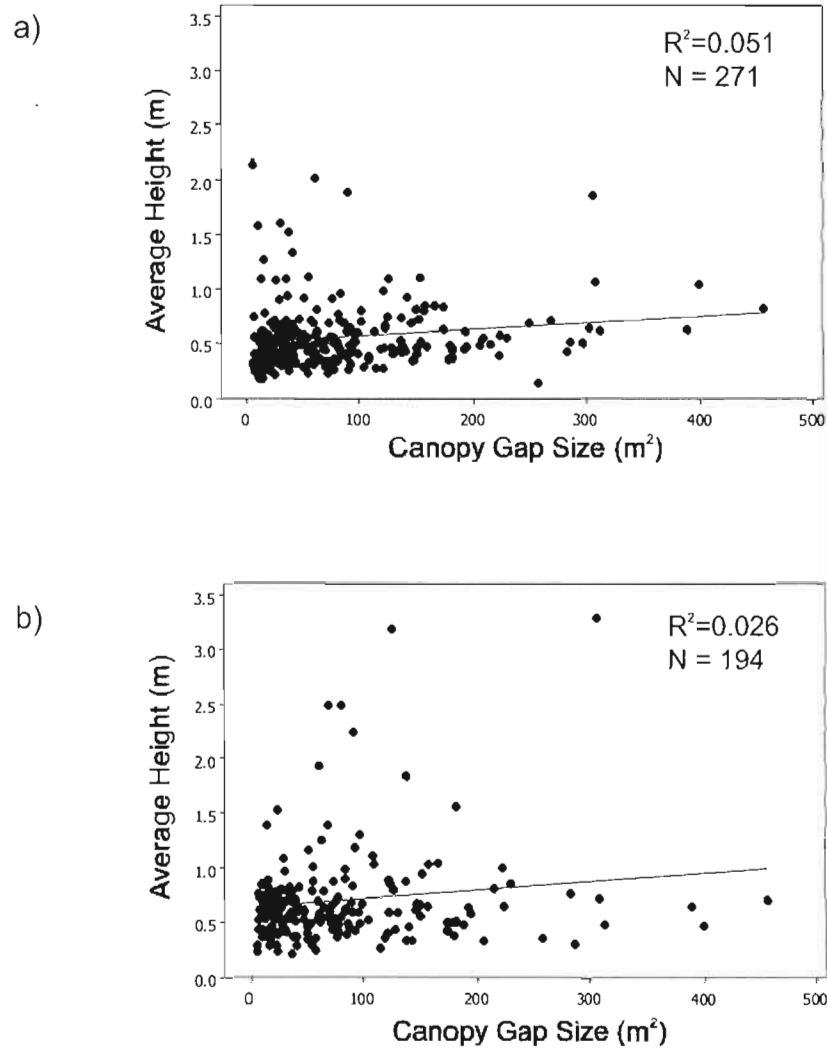 a)
R²=0.051
N = 271
Average Height (m)
3.5
3.0
2.5
2.0
1.5
1.0
0.5
0.0
0 100 200 300 400 500
Canopy Gap Size (m²)
b)
R²=0.026
N = 194
Average Height (m)
3.5
3.0
2.5
2.0
1.5
1.0
0.5
0.0
0 100 200 300 400 500
Canopy Gap Size (m²)